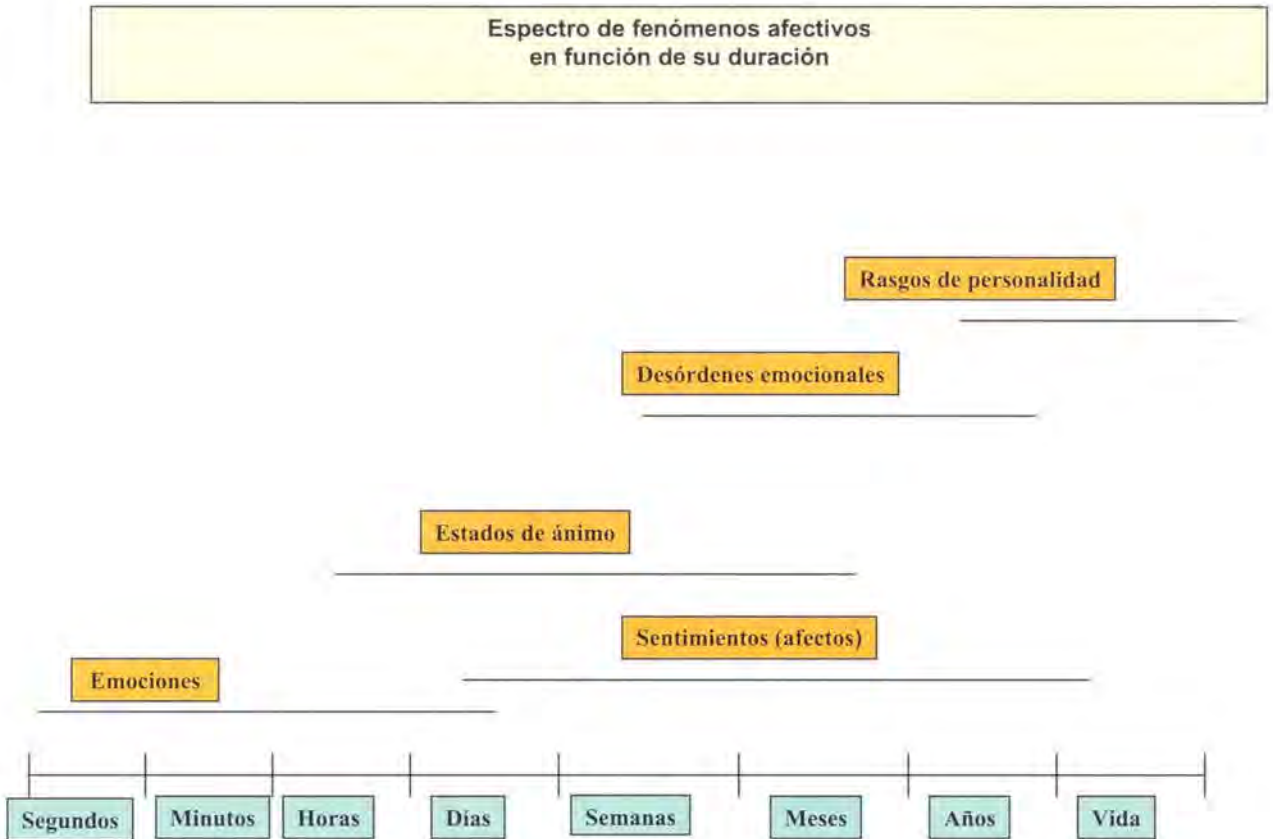 Espectro de fenómenos afectivos
en función de su duración
Rasgos de personalidad
Desórdenes emocionales
Estados de ánimo
Sentimientos (afectos)
Emociones
Segundos
Minutos
Horas
Días
Semanas
Meses
Años
Vida